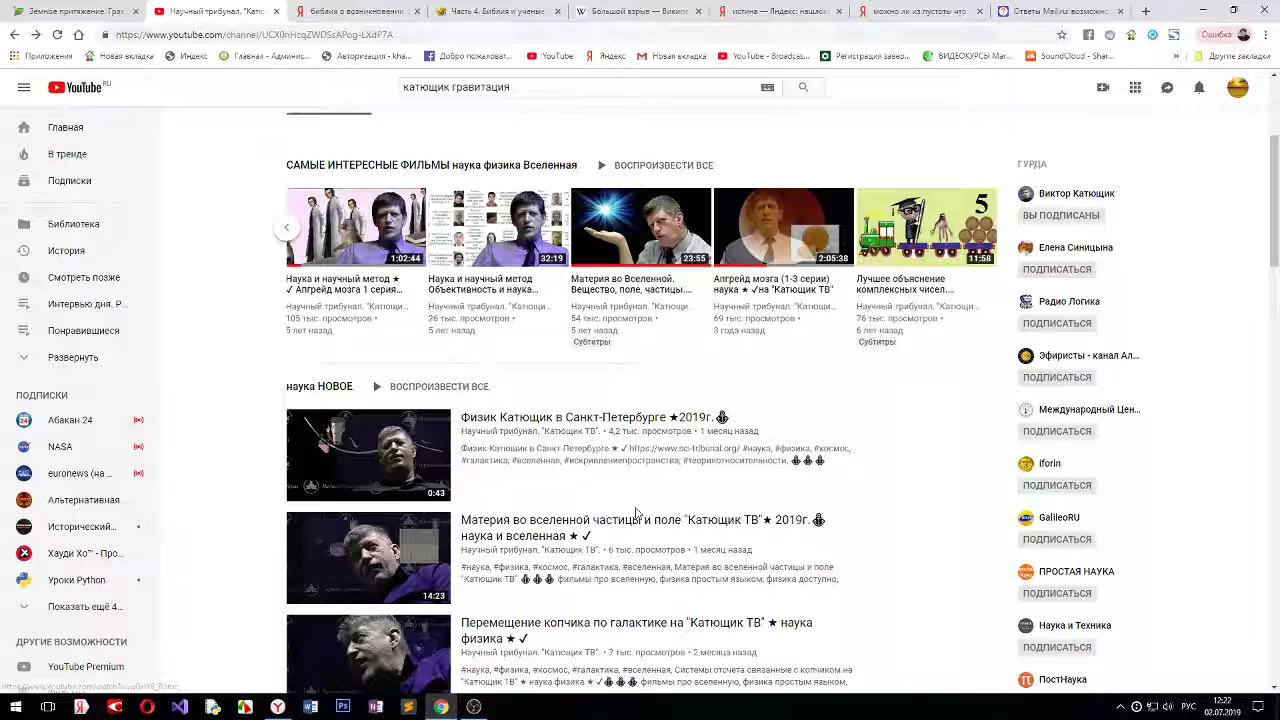 Земное притяжение: Грав
Научный трибунал. "Катю
библия о возникновени
Часть 4. Библия и учение
Большой взрыв — Викип
истина — Яндекс: нашлос
можно ли из пустоты что
Ответы Mail.ru: возможн
https://www.youtube.com/channel/
Ошибка
Приложения
Новая вкладка
Индекс
Главная - Админис...
Авторизация - kha...
Добро пожаловат...
YouTube
Яндекс
Новая вкладка
YouTube - Broadcas...
Регистрация завер...
ВИДЕОКУРСЫ Mar...
SoundCloud - Shar...
Другие закладки
YouTube RU
катющик гравитация
Главная
В тренде
Подписки
Библиотека
История
Смотреть позже
Интервью дня. Р...
Понравившиеся
Развернуть
ПОДПИСКИ
Абакан 24
NASA
euronews (на ...
Альтернативная...
Исторический...
Хауди Хо™ - Про...
Уроки Python
Показать ещё 4...
ДРУГИЕ ВОЗМОЖНОСТИ
YouTube Premium
САМЫЕ ИНТЕРЕСНЫЕ ФИЛЬМЫ наука физика Вселенная
ВОСПРОИЗВЕСТИ ВСЕ
1:02:44
32:19
23:55
2:05:38
5
11:58
Наука и научный метод ★
✓ Апгрейд мозга 1 серия...
Научный трибунал. "Катющи...
105 тыс. просмотров •
5 лет назад
Наука и научный метод
Объективность и наука...
Научный трибунал. "Катющи...
26 тыс. просмотров •
5 лет назад
Материя во Вселенной.
Вещество, поле, частицы....
Научный трибунал. "Катющи...
54 тыс. просмотров •
5 лет назад
Субтитры
Апгрейд мозга (1-3 серии)
наука ★ ✓на "Катющик ТВ"
Научный трибунал. "Катющи...
69 тыс. просмотров •
3 года назад
Лучшее объяснение
комплексных чисел....
Научный трибунал. "Катющи...
76 тыс. просмотров •
6 лет назад
Субтитры
наука НОВОЕ
ВОСПРОИЗВЕСТИ ВСЕ
0:43
Физик Катющик в Санкт-Петербурге ★2019г.
Научный трибунал. "Катющик ТВ". • 4,2 тыс. просмотров • 1 месяц назад
Физик Катющик в Санкт-Петербурге ★ ✓ https://www.sci-tribunal.org/ #наука, #физика, #космос,
#галактика, #вселенная, #искривлениепространства, #теорияотносительности.
14:23
Материя во вселенной частицы и поле "Катющик ТВ"★ 2019г.
наука и вселенная ★ ✓
Научный трибунал. "Катющик ТВ". • 6 тыс. просмотров • 1 месяц назад
#наука, #физика, #космос, #галактика, #вселенная, Материя во вселенной частицы и поле
"Катющик ТВ" фильмы про вселенную, физика простым языком, физика доступно,
Перемещение копчика по галактике на "Катющик ТВ" ★ наука
физика ★ ✓
Научный трибунал. "Катющик ТВ". • 7 тыс. просмотров • 2 месяца назад
#наука, #физика, #космос, #галактика, #вселенная, Системы отсчёта связанные с копчиком на
"Катющик ТВ" ★ наука физика ★ ✓ фильмы про вселенную, физика простым языком,
ГУРДА
Виктор Катющик
ВЫ ПОДПИСАНЫ
Елена Синицына
ПОДПИСАТЬСЯ
Радио Логика
ПОДПИСАТЬСЯ
Эфиристы - канал Ал...
ПОДПИСАТЬСЯ
Международный Цен...
ПОДПИСАТЬСЯ
iforin
ПОДПИСАТЬСЯ
GalileoRU
ПОДПИСАТЬСЯ
ПРОСТАЯ НАУКА
ПОДПИСАТЬСЯ
Наука и Техника
ПОДПИСАТЬСЯ
ПостНаука
РУС
12:22
02.07.2019